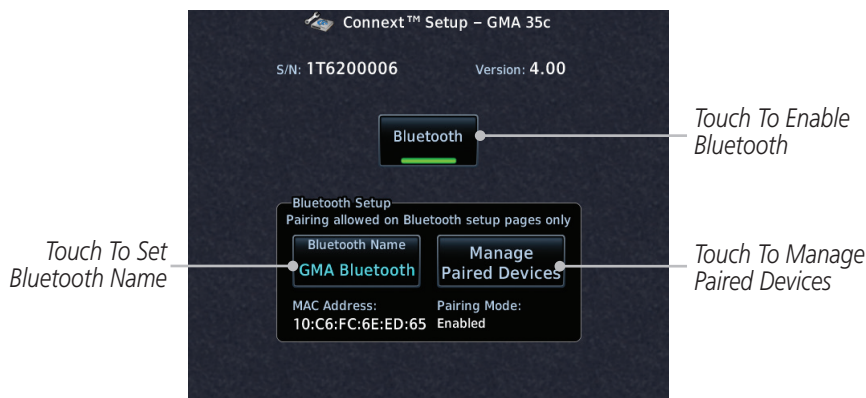 Connext™ Setup – GMA 35c
S/N: 1T6200006 Version: 4.00
Bluetooth
Touch To Enable
Bluetooth
Bluetooth Setup
Pairing allowed on Bluetooth setup pages only
Touch To Set
Bluetooth Name
Bluetooth Name
GMA Bluetooth
Manage
Paired Devices
Touch To Manage
Paired Devices
MAC Address:
10:C6:FC:6E:ED:65
Pairing Mode:
Enabled